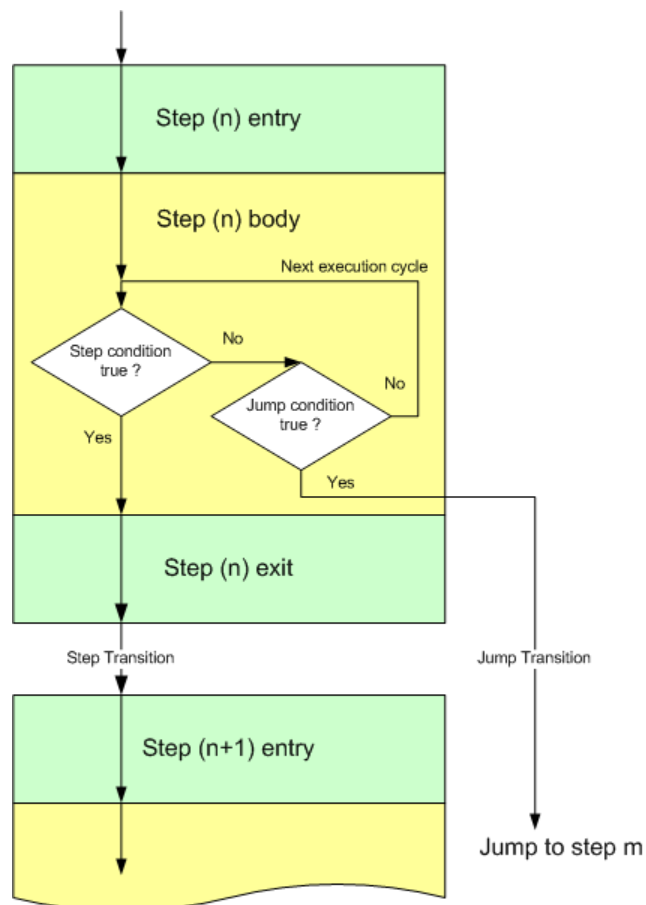 Step (n) entry
Step (n) body
Next execution cycle
Step condition
true ?
No
Jump condition
true ?
No
Yes
Yes
Step (n) exit
Step Transition
Jump Transition
Step (n+1) entry
Jump to step m